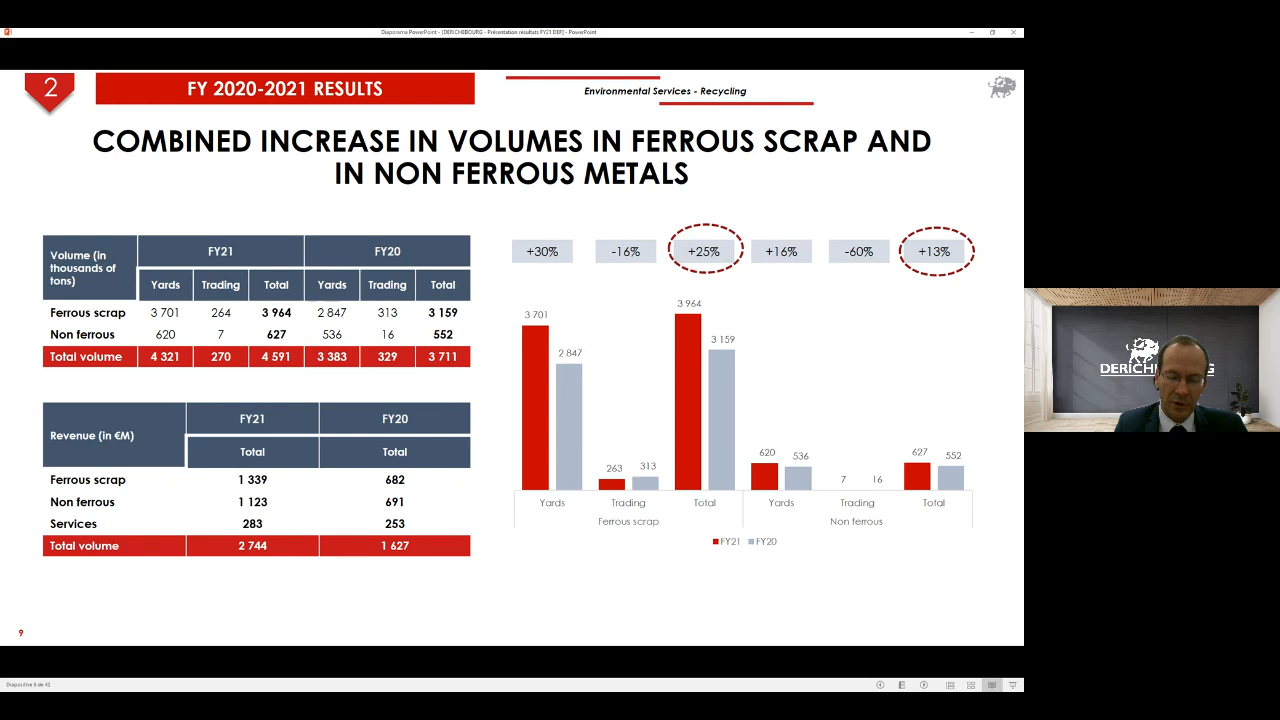 Diaporama PowerPoint - [DERICHEBOURG - Présentation résultats FY21 DEF] - PowerPoint
2
FY 2020-2021 RESULTS
Environmental Services - Recycling
COMBINED INCREASE IN VOLUMES IN FERROUS SCRAP AND
IN NON FERROUS METALS
Volume (in thousands of tons) FY21 FY20
Yards Trading Total Yards Trading Total
Ferrous scrap 3 701 264 3 964 2 847 313 3 159
Non ferrous 620 7 627 536 16 552
Total volume 4 321 270 4 591 3 383 329 3 711
Revenue (in €M) FY21 FY20
Total Total
Ferrous scrap 1 339 682
Non ferrous 1 123 691
Services 283 253
Total volume 2 744 1 627
+30% -16% +25% +16% -60% +13%
3 701 2 847 263 313 3 964 3 159 620 536 7 16 627 552
Yards Trading Total Yards Trading Total
Ferrous scrap Non ferrous
FY21 FY20
DERICHEBOURG
9
Diapositive 9 de 42